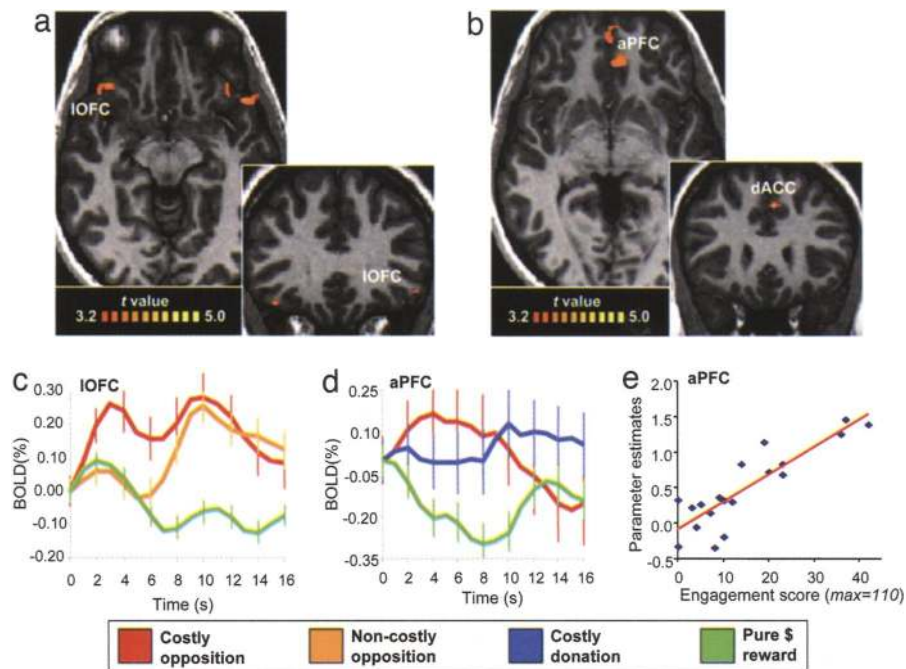 a
lOFC
lOFC
t value
3.2 5.0
b
aPFC
dACC
t value
3.2 5.0
c lOFC
BOLD(%)
0.30
0.20
0.10
0.00
-0.10
-0.20
0 2 4 6 8 10 12 14 16
Time (s)
d aPFC
BOLD(%)
0.25
0.10
-0.05
-0.20
-0.35
0 2 4 6 8 10 12 14 16
Time (s)
e aPFC
Parameter estimates
2.0
1.5
1.0
0.5
0.0
-0.5
0 10 20 30 40
Engagement score (max=110)
Costly
opposition
Non-costly
opposition
Costly
donation
Pure $
reward